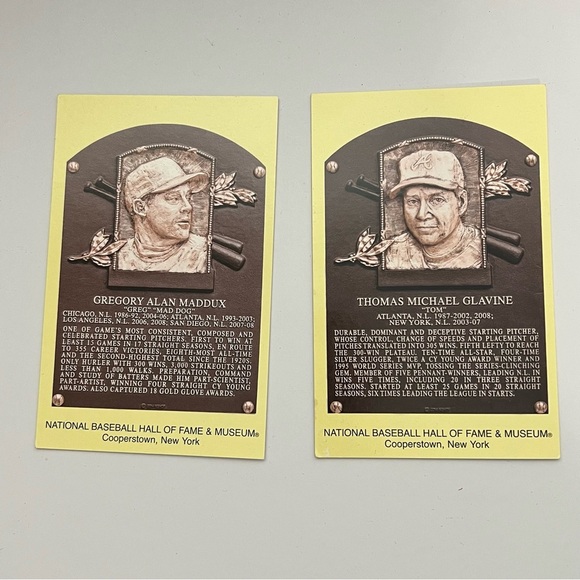 GREGORY ALAN MADDUX
"GREG" "MAD DOG"
CHICAGO, N.L. 1986-92, 2004-06; ATLANTA, N.L. 1993-2003;
LOS ANGELES, N.L. 2006, 2008; SAN DIEGO, N.L. 2007-08
ONE OF GAME'S MOST CONSISTENT, COMPOSED AND
CELEBRATED STARTING PITCHERS. FIRST TO WIN AT
LEAST 15 GAMES IN 17 STRAIGHT SEASONS, EN ROUTE
TO 355 CAREER VICTORIES, EIGHTH-MOST ALL-TIME
AND THE SECOND-HIGHEST TOTAL SINCE THE 1920S.
ONLY HURLER WITH 300 WINS, 3,000 STRIKEOUTS AND
LESS THAN 1,000 WALKS. PREPARATION, COMMAND
AND STUDY OF BATTERS MADE HIM PART-SCIENTIST,
PART-ARTIST, WINNING FOUR STRAIGHT CY YOUNG
AWARDS. ALSO CAPTURED 18 GOLD GLOVE AWARDS.
NATIONAL BASEBALL HALL OF FAME & MUSEUM®
Cooperstown, New York
A
THOMAS MICHAEL GLAVINE
"TOM"
ATLANTA, N.L. 1987-2002, 2008;
NEW YORK, N.L. 2003-07
DURABLE, DOMINANT AND DECEPTIVE STARTING PITCHER,
WHOSE CONTROL, CHANGE OF SPEEDS AND PLACEMENT OF
PITCHES TRANSLATED INTO 305 WINS. FIFTH LEFTY TO REACH
THE 300-WIN PLATEAU. TEN-TIME ALL-STAR, FOUR-TIME
SILVER SLUGGER, TWICE A CY YOUNG AWARD WINNER AND
1995 WORLD SERIES MVP, TOSSING THE SERIES-CLINCHING
GEM. MEMBER OF FIVE PENNANT-WINNERS, LEADING N.L. IN
WINS FIVE TIMES, INCLUDING 20 IN THREE STRAIGHT
SEASONS. STARTED AT LEAST 25 GAMES IN 20 STRAIGHT
SEASONS, SIX TIMES LEADING THE LEAGUE IN STARTS.
NATIONAL BASEBALL HALL OF FAME & MUSEUM®
Cooperstown, New York